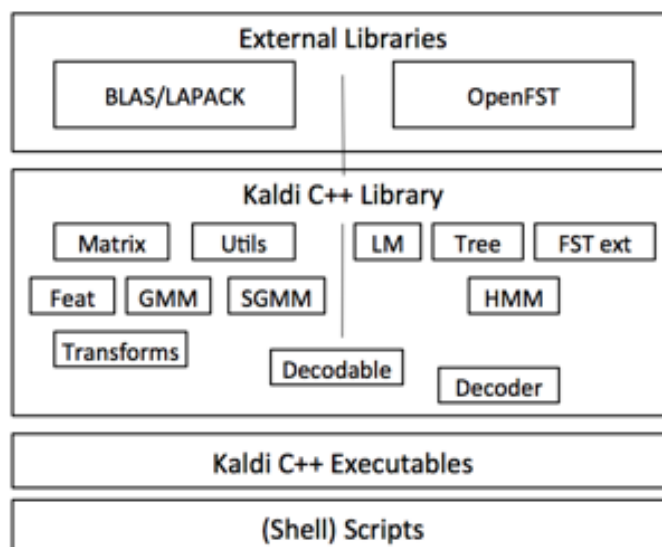 External Libraries
BLAS/LAPACK OpenFST
Kaldi C++ Library
Matrix Utils LM Tree FST ext
Feat GMM SGMM HMM
Transforms
Decodable
Decoder
Kaldi C++ Executables
(Shell) Scripts